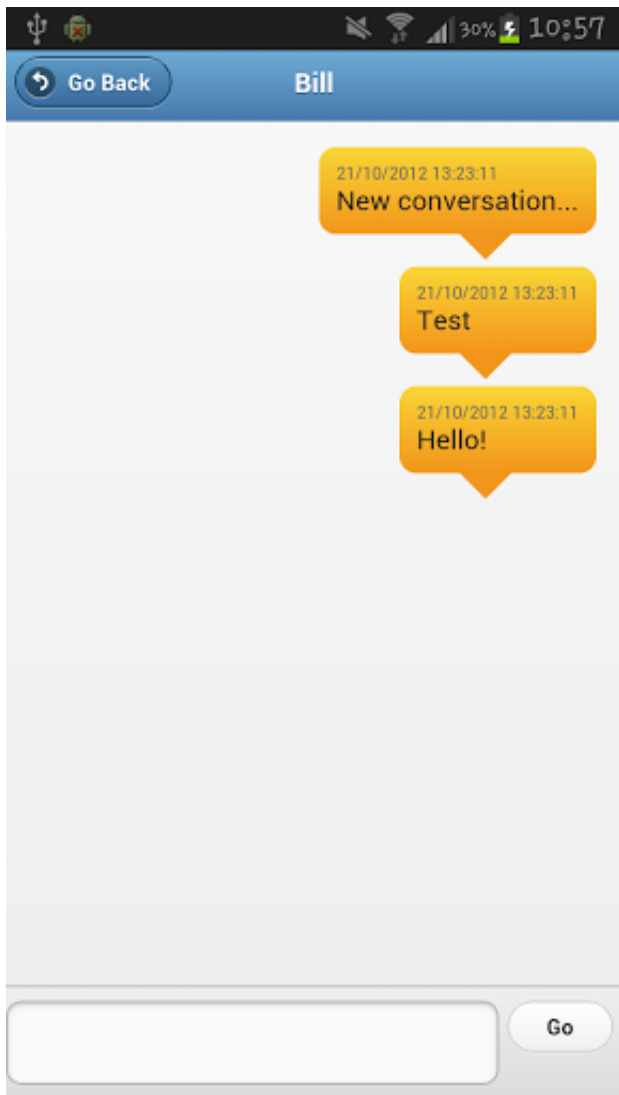 30% 10:57
Go Back Bill
21/10/2012 13:23:11
New conversation...
21/10/2012 13:23:11
Test
21/10/2012 13:23:11
Hello!
Go